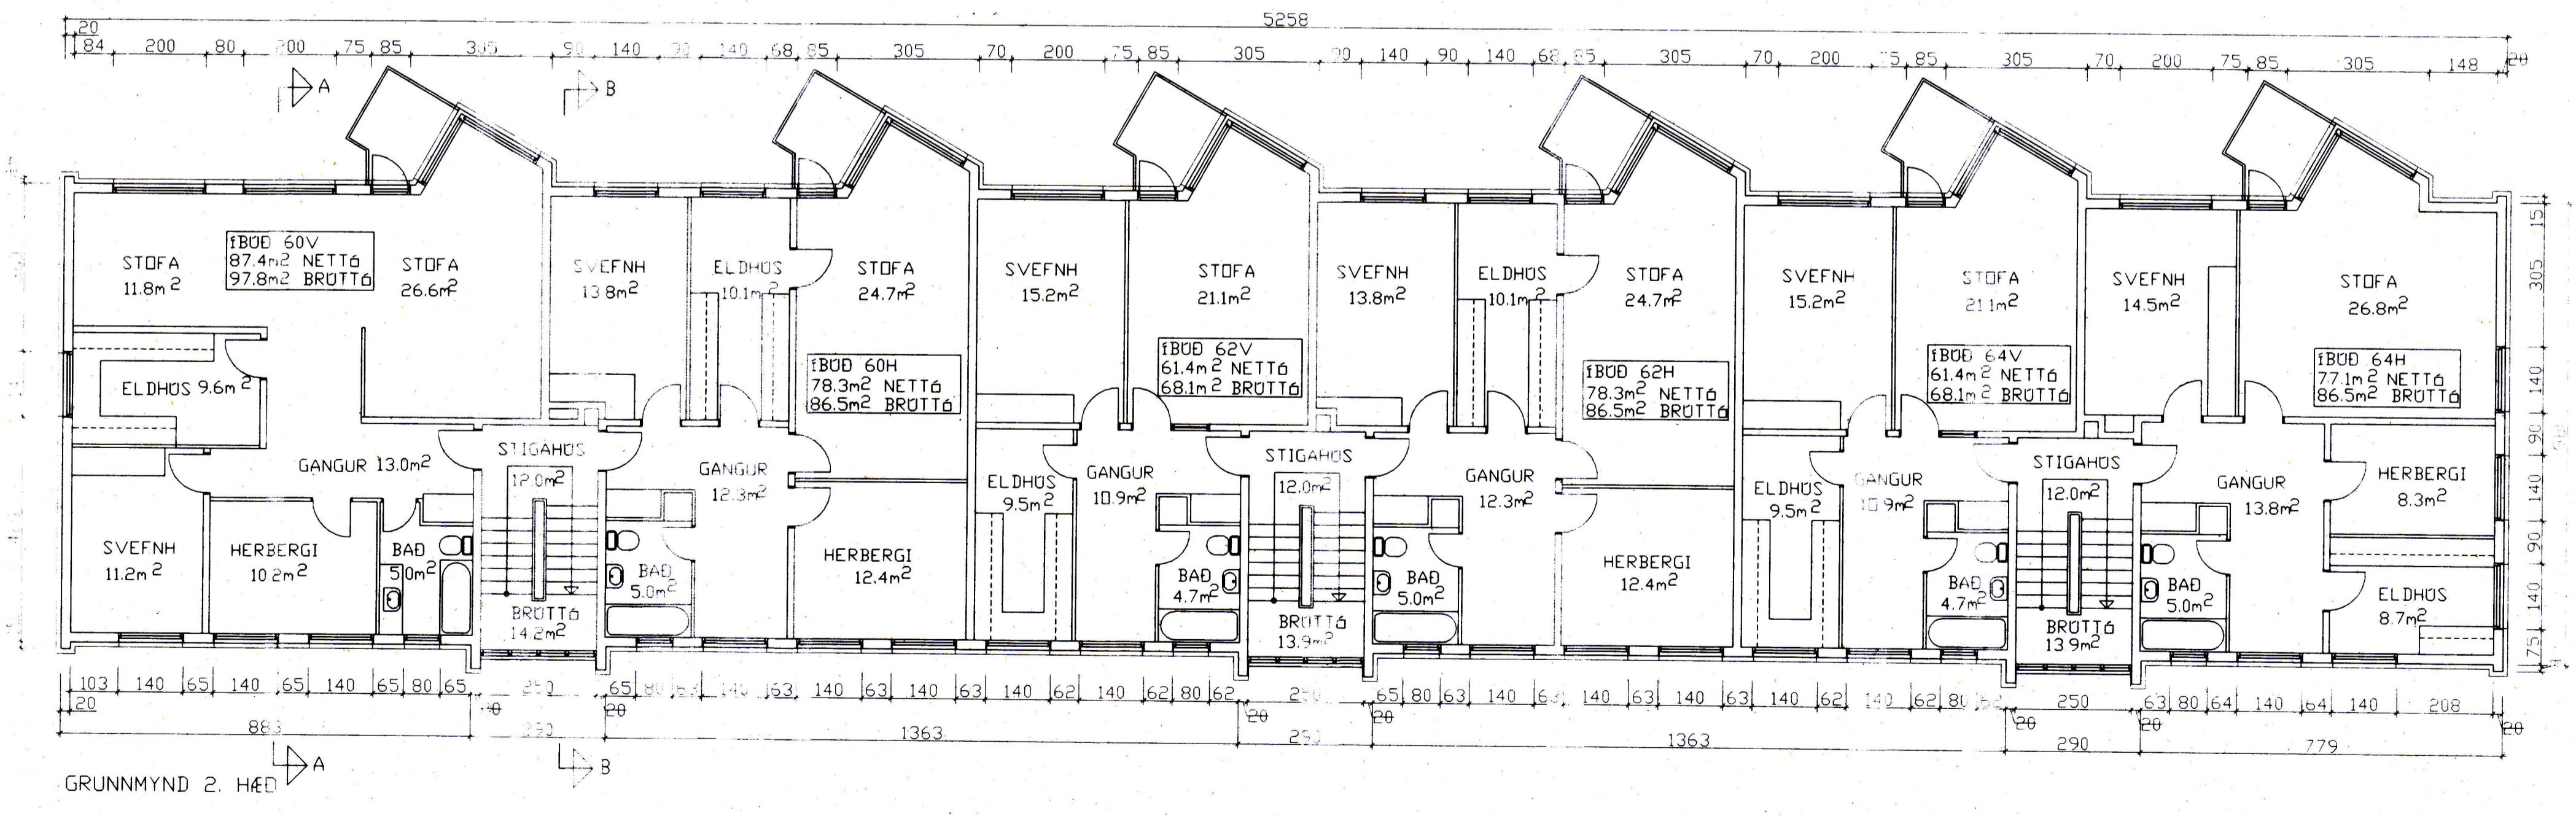 5258
20
84 200 80 200 75 85 305 90 140 90 140 68 85 305 70 200 75 85 305 90 140 90 140 68 85 305 70 200 75 85 305 70 200 75 85 305 148 20
A
B
ÍBÚÐ 60V
87.4m2 NETTÓ
97.8m2 BRÚTTÓ
STOFA
11.8m2
STOFA
26.6m2
ELDHÚS 9.6m2
GANGUR 13.0m2
SVEFNH
11.2m2
HERBERGI
10.2m2
BAÐ
5.0m2
STIGAHÚS
12.0m2
BRÚTTÓ
14.2m2
SVEFNH
13.8m2
ELDHÚS
10.1m2
STOFA
24.7m2
ÍBÚÐ 60H
78.3m2 NETTÓ
86.5m2 BRÚTTÓ
GANGUR
12.3m2
BAÐ
5.0m2
HERBERGI
12.4m2
SVEFNH
15.2m2
STOFA
21.1m2
ÍBÚÐ 62V
61.4m2 NETTÓ
68.1m2 BRÚTTÓ
ELDHÚS
9.5m2
GANGUR
10.9m2
BAÐ
4.7m2
STIGAHÚS
12.0m2
BRÚTTÓ
13.9m2
SVEFNH
13.8m2
ELDHÚS
10.1m2
STOFA
24.7m2
ÍBÚÐ 62H
78.3m2 NETTÓ
86.5m2 BRÚTTÓ
GANGUR
12.3m2
BAÐ
5.0m2
HERBERGI
12.4m2
SVEFNH
15.2m2
STOFA
21.1m2
ÍBÚÐ 64V
61.4m2 NETTÓ
68.1m2 BRÚTTÓ
ELDHÚS
9.5m2
GANGUR
10.9m2
BAÐ
4.7m2
STIGAHÚS
12.0m2
BRÚTTÓ
13.9m2
SVEFNH
14.5m2
STOFA
26.8m2
ÍBÚÐ 64H
77.1m2 NETTÓ
86.5m2 BRÚTTÓ
GANGUR
13.8m2
BAÐ
5.0m2
HERBERGI
8.3m2
ELDHÚS
8.7m2
15 305 140 90 140 90 140 75
103 140 65 140 65 140 65 80 65 250 65 80 63 140 63 140 63 140 63 140 62 140 62 80 62 250 65 80 63 140 63 140 63 140 63 140 62 140 62 80 62 250 63 80 64 140 64 140 208
20 20 20 20 20 20 20
883 290 1363 290 1363 290 779
A
B
GRUNNMYND 2. HÆÐ